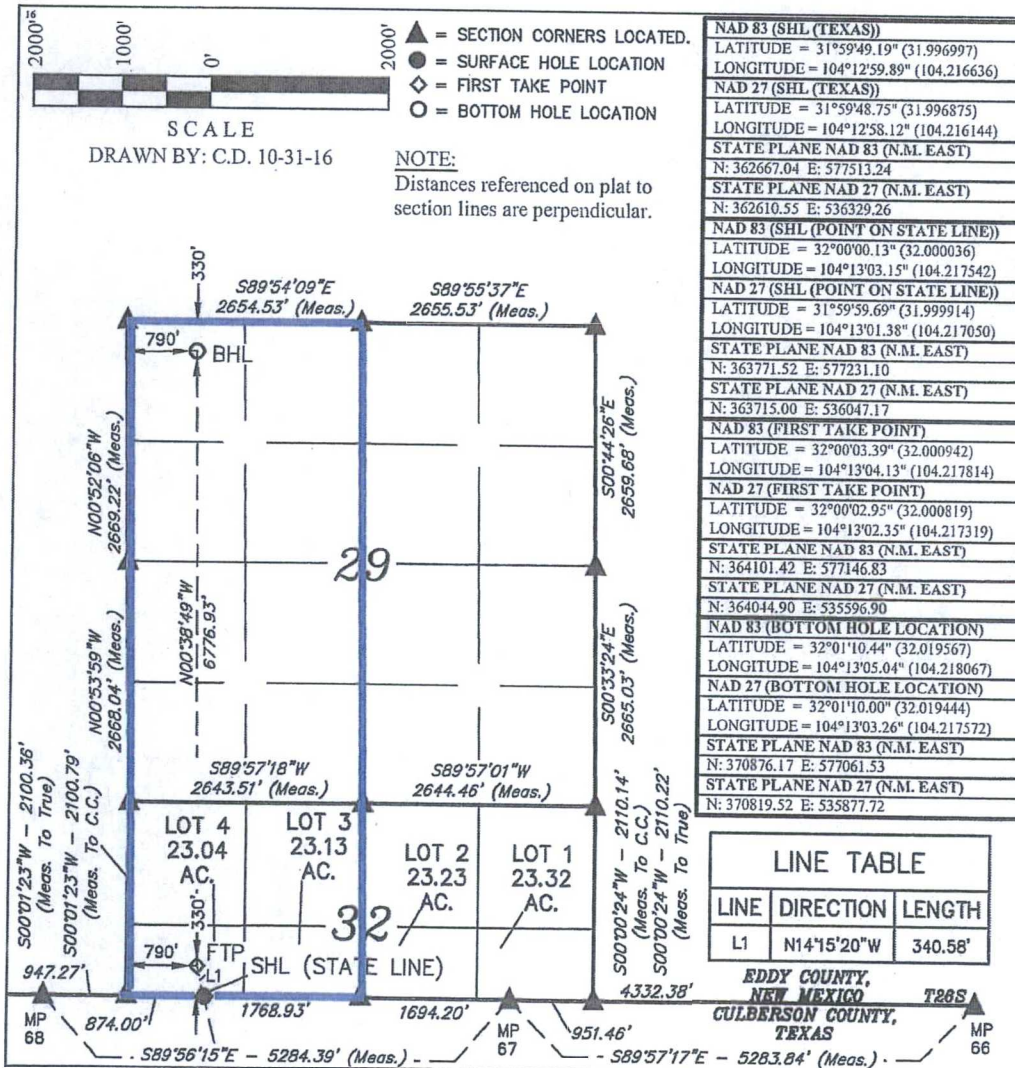 16
2000'
1000'
0'
2000'
SCALE
DRAWN BY: C.D. 10-31-16
▲ = SECTION CORNERS LOCATED.
● = SURFACE HOLE LOCATION
◇ = FIRST TAKE POINT
○ = BOTTOM HOLE LOCATION
NOTE:
Distances referenced on plat to
section lines are perpendicular.
NAD 83 (SHL (TEXAS))
LATITUDE = 31°59'49.19" (31.996997)
LONGITUDE = 104°12'59.89" (104.216636)
NAD 27 (SHL (TEXAS))
LATITUDE = 31°59'48.75" (31.996875)
LONGITUDE = 104°12'58.12" (104.216144)
STATE PLANE NAD 83 (N.M. EAST)
N: 362667.04 E: 577513.24
STATE PLANE NAD 27 (N.M. EAST)
N: 362610.55 E: 536329.26
NAD 83 (SHL (POINT ON STATE LINE))
LATITUDE = 32°00'00.13" (32.000036)
LONGITUDE = 104°13'03.15" (104.217542)
NAD 27 (SHL (POINT ON STATE LINE))
LATITUDE = 31°59'59.69" (31.999914)
LONGITUDE = 104°13'01.38" (104.217050)
STATE PLANE NAD 83 (N.M. EAST)
N: 363771.52 E: 577231.10
STATE PLANE NAD 27 (N.M. EAST)
N: 363715.00 E: 536047.17
NAD 83 (FIRST TAKE POINT)
LATITUDE = 32°00'03.39" (32.000942)
LONGITUDE = 104°13'04.13" (104.217814)
NAD 27 (FIRST TAKE POINT)
LATITUDE = 32°00'02.95" (32.000819)
LONGITUDE = 104°13'02.35" (104.217319)
STATE PLANE NAD 83 (N.M. EAST)
N: 364101.42 E: 577146.83
STATE PLANE NAD 27 (N.M. EAST)
N: 364044.90 E: 535596.90
NAD 83 (BOTTOM HOLE LOCATION)
LATITUDE = 32°01'10.44" (32.019567)
LONGITUDE = 104°13'05.04" (104.218067)
NAD 27 (BOTTOM HOLE LOCATION)
LATITUDE = 32°01'10.00" (32.019444)
LONGITUDE = 104°13'03.26" (104.217572)
STATE PLANE NAD 83 (N.M. EAST)
N: 370876.17 E: 577061.53
STATE PLANE NAD 27 (N.M. EAST)
N: 370819.52 E: 535877.72
330'
S89°54'09"E
2654.53' (Meas.)
S89°55'37"E
2655.53' (Meas.)
790'
BHL
N00°52'06"W
2669.22' (Meas.)
S00°44'26"E
2659.68' (Meas.)
29
N00°38'49"W
6776.93'
N00°53'59"W
2668.04' (Meas.)
S00°33'24"E
2665.03' (Meas.)
S89°57'18"W
2643.51' (Meas.)
S89°57'01"W
2644.46' (Meas.)
S00°01'23"W – 2100.36'
(Meas. To True)
S00°01'23"W – 2100.79'
(Meas. To C.C.)
LOT 4
23.04
AC.
LOT 3
23.13
AC.
LOT 2
23.23
AC.
LOT 1
23.32
AC.
S00°00'24"W – 2110.14'
(Meas. To C.C.)
S00°00'24"W – 2110.22'
(Meas. To True)
330'
32
790'
FTP
L1
SHL (STATE LINE)
947.27'
874.00'
1768.93'
1694.20'
951.46'
4332.38'
MP
68
MP
67
MP
66
S89°56'15"E – 5284.39' (Meas.)
S89°57'17"E – 5283.84' (Meas.)
LINE TABLE
LINE DIRECTION LENGTH
L1 N14°15'20"W 340.58'
EDDY COUNTY,
NEW MEXICO
T26S
CULBERSON COUNTY,
TEXAS